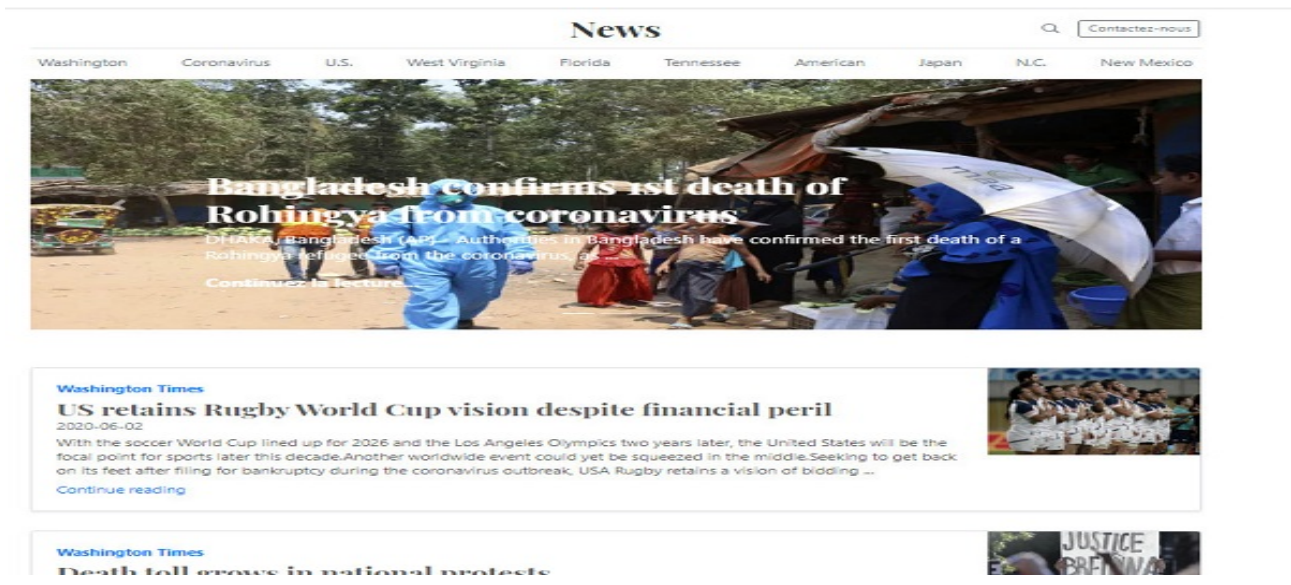 News
Contactez-nous
Washington Coronavirus U.S. West Virginia Florida Tennessee American Japan N.C. New Mexico
Bangladesh confirms 1st death of
Rohingya from coronavirus
DHAKA, Bangladesh (AP) - Authorities in Bangladesh have confirmed the first death of a
Rohingya refugee from the coronavirus, as ...
Continuez la lecture...
Washington Times
US retains Rugby World Cup vision despite financial peril
2020-06-02
With the soccer World Cup lined up for 2026 and the Los Angeles Olympics two years later, the United States will be the
focal point for sports later this decade.Another worldwide event could yet be squeezed in the middle.Seeking to get back
on its feet after filing for bankruptcy during the coronavirus outbreak, USA Rugby retains a vision of bidding ...
Continue reading
Washington Times
Death toll grows in national protests
JUSTICE